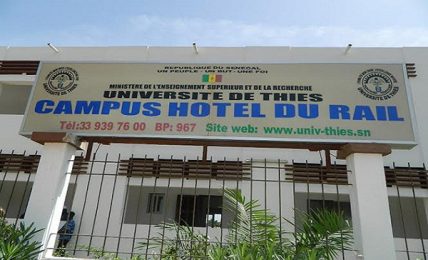 REPUBLIQUE DU SENEGAL
UN PEUPLE - UN BUT - UNE FOI
MINISTERE DE L'ENSEIGNEMENT SUPERIEUR ET DE LA RECHERCHE
UNIVERSITE DE THIES
CAMPUS HOTEL DU RAIL
Tél:33 939 76 00 BP: 967 Site web: www.univ-thies.sn